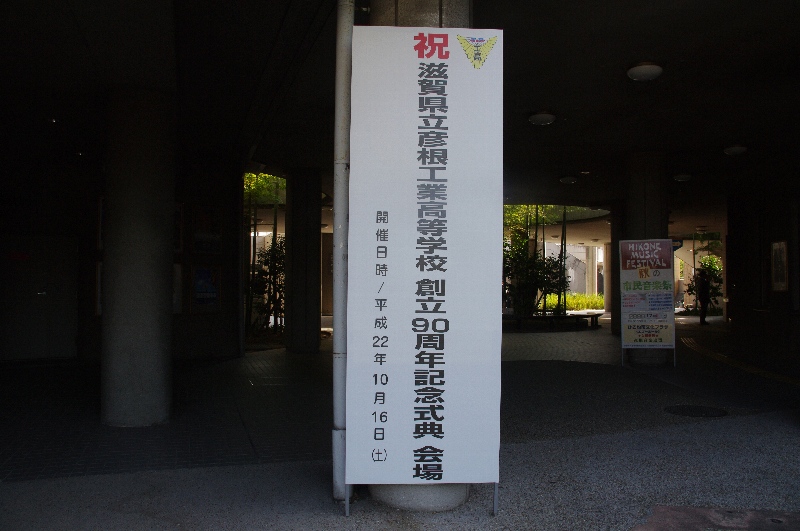 祝 滋賀県立彦根工業高等学校 創立90周年記念式典 会場
開催日時/平成22年10月16日(土)
HIKONE
MUSIC
FESTIVAL
秋の
市民音楽祭